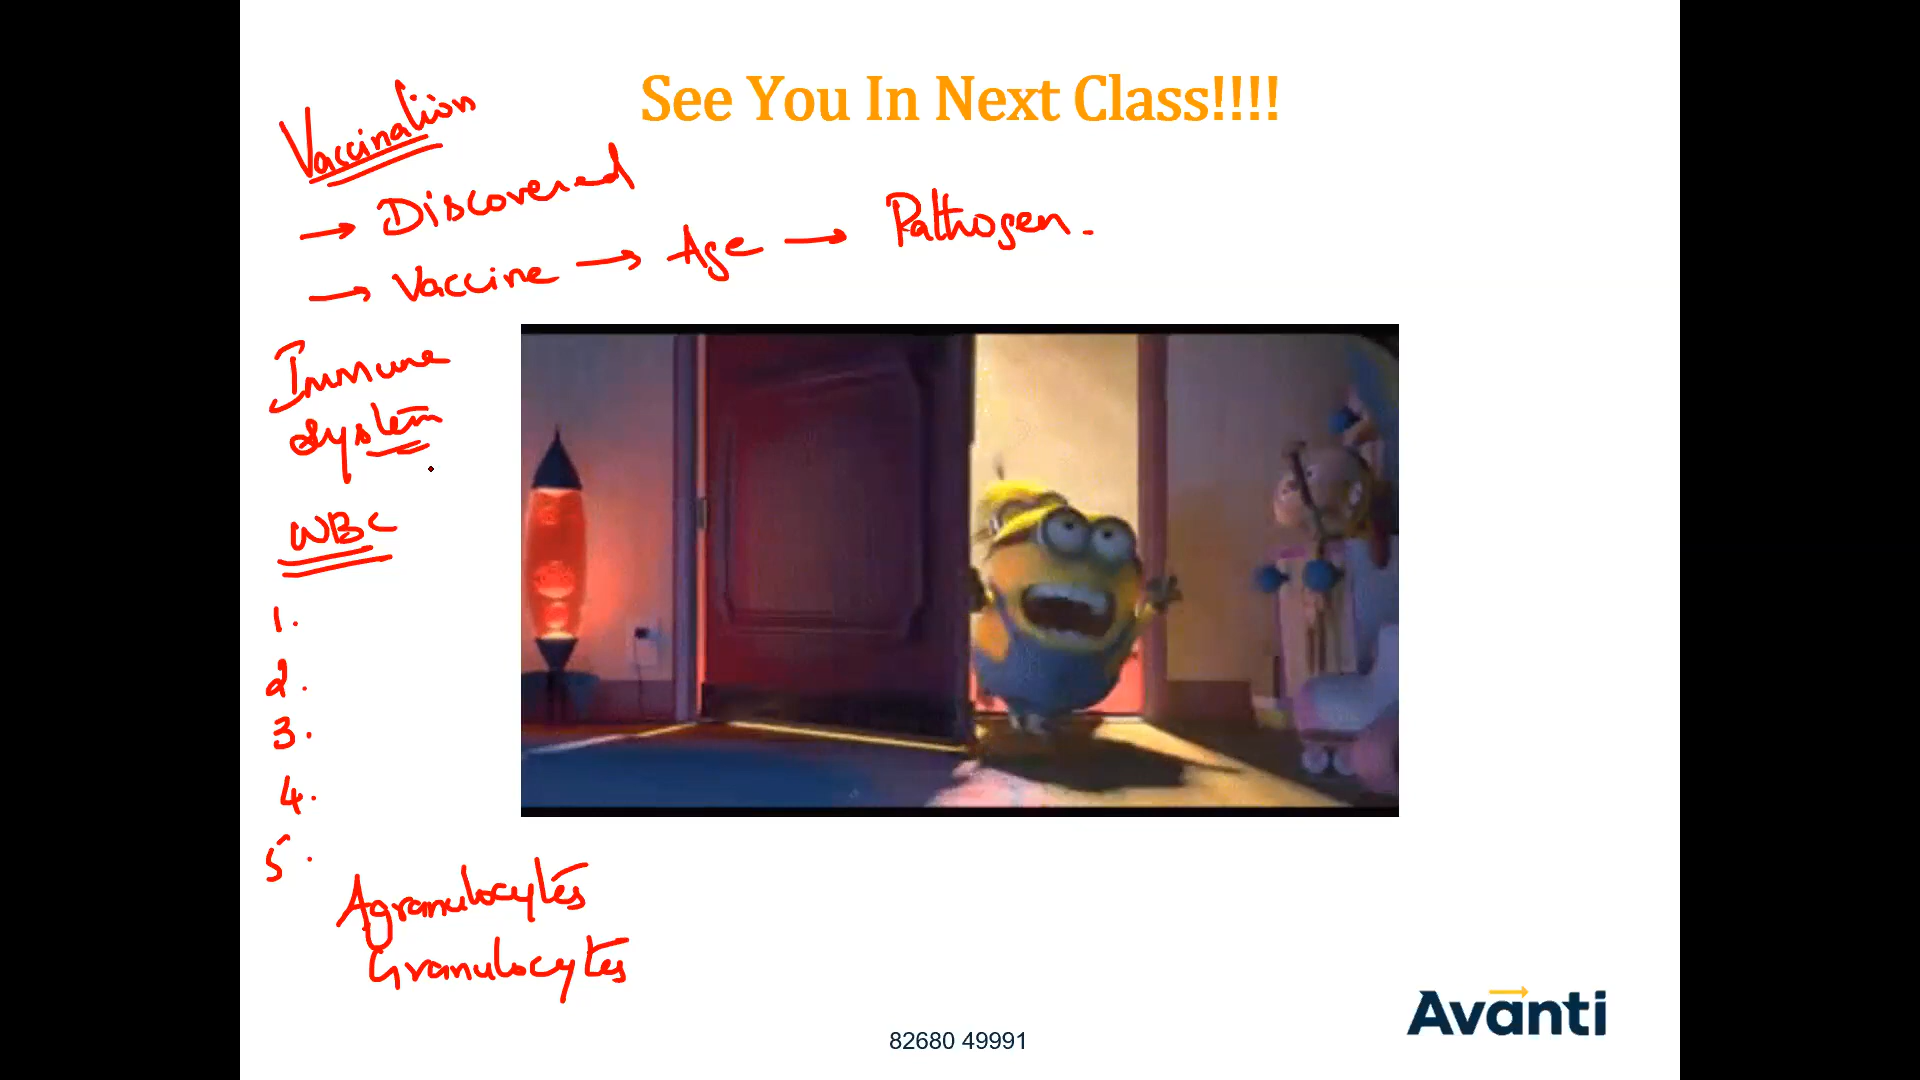 See You In Next Class!!!!
Vaccination
→ Discovered
→ Vaccine → Age → Pathogen.
Immune
System
WBC
1.
2.
3.
4.
5.
Agranulocytes
Granulocytes
Avanti
82680 49991